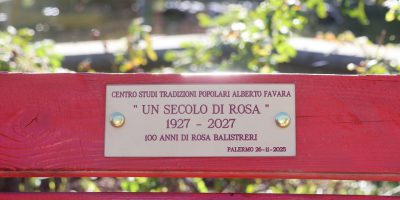 CENTRO STUDI TRADIZIONI POPOLARI ALBERTO FAVARA
" UN SECOLO DI ROSA "
1927 - 2027
100 ANNI DI ROSA BALISTRERI
PALERMO 26-11-2025